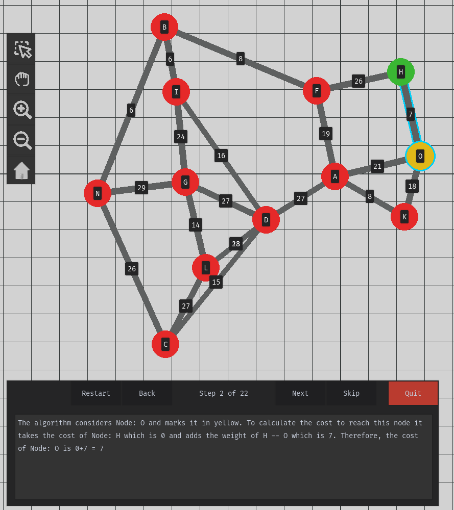 B
6
8
H
T
F
26
6
7
24
16
19
O
G
21
A
N
29
27
27
8
18
D
K
14
28
L
26
15
27
C
Restart Back Step 2 of 22 Next Skip Quit
The algorithm considers Node: O and marks it in yellow. To calculate the cost to reach this node it
takes the cost of Node: H which is 0 and adds the weight of H -- O which is 7. Therefore, the cost
of Node: O is 0+7 = 7